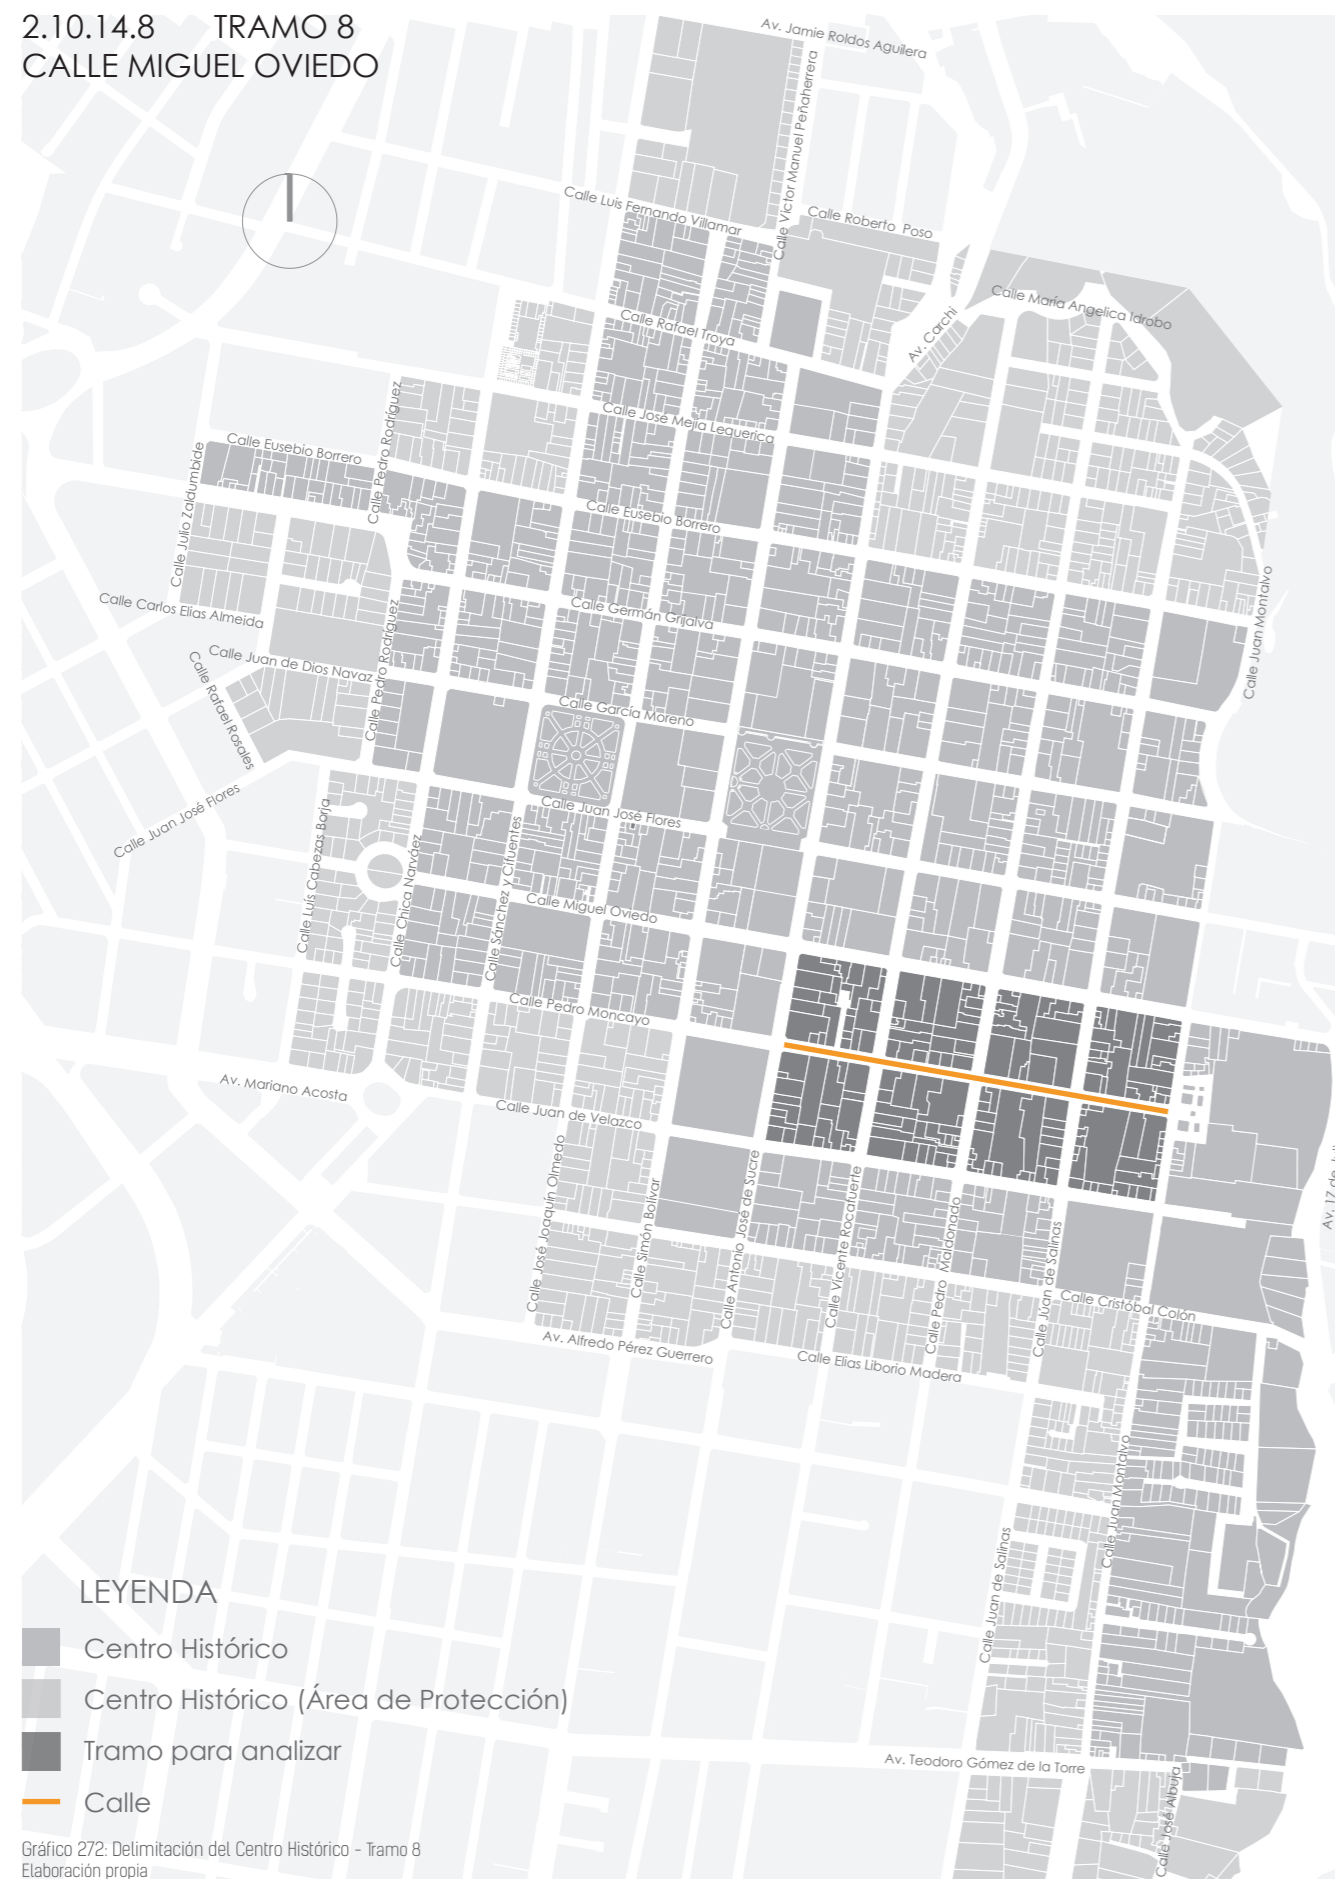 2.10.14.8 TRAMO 8
CALLE MIGUEL OVIEDO
Av. Jamie Roldos Aguilera
Calle Victor Manuel Peñaherrera
Calle Luis Fernando Villamar
Calle Roberto Poso
Calle María Angelica Idrobo
Calle Rafael Troya
Av. Carchi
Calle Pedro Rodríguez
Calle José Mejia Lequerica
Calle Eusebio Borrero
Calle Julio Zaldumbide
Calle Eusebio Borrero
Calle Juan Montalvo
Calle Carlos Elias Almeida
Calle Germán Grijalva
Calle Pedro Rodríguez
Calle Juan de Dios Navaz
Calle Rafael Rosales
Calle García Moreno
Calle Juan José Flores
Calle Juan José Flores
Calle Luís Cabezas Borja
Calle Chica Narváez
Calle Sánchez y Cifuentes
Calle Miguel Oviedo
Calle Pedro Moncayo
Av. Mariano Acosta
Calle Juan de Velazco
Calle José Joaquín Olmedo
Calle Simón Bolívar
Calle Antonio José de Sucre
Calle Vicente Rocafuerte
Calle Pedro Maldonado
Calle Júan de Salinas
Av. 17 de
Calle Cristóbal Colón
Av. Alfredo Pérez Guerrero
Calle Elias Liborio Madera
Calle Juan Montalvo
Calle Juan de Salinas
Av. Teodoro Gómez de la Torre
Calle José Albuja
LEYENDA
Centro Histórico
Centro Histórico (Área de Protección)
Tramo para analizar
Calle
Gráfico 272: Delimitación del Centro Histórico - Tramo 8
Elaboración propia